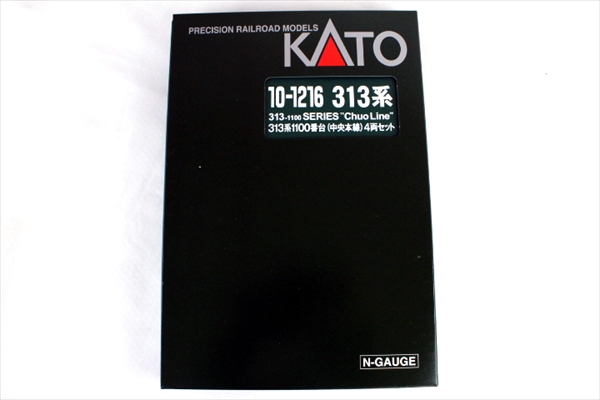 PRECISION RAILROAD MODELS
KATO
10-1216 313系
313-1100 SERIES "Chuo Line"
313系1100番台(中央本線)4両セット
N-GAUGE